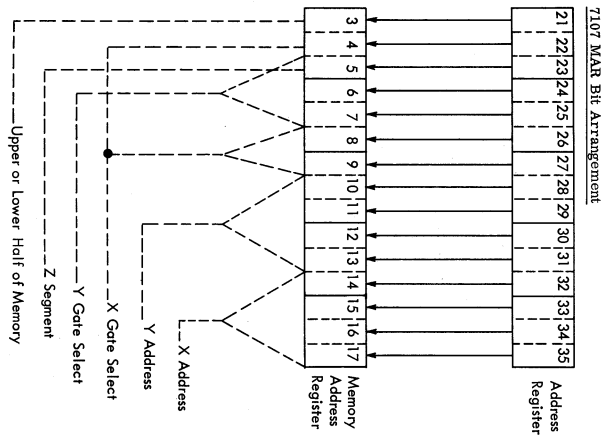 7107 MAR Bit Arrangement
21 22 23 24 25 26 27 28 29 30 31 32 33 34 35
Address
Register
3 4 5 6 7 8 9 10 11 12 13 14 15 16 17
Memory
Address
Register
X Address
Y Address
X Gate Select
Y Gate Select
Z Segment
Upper or Lower Half of Memory